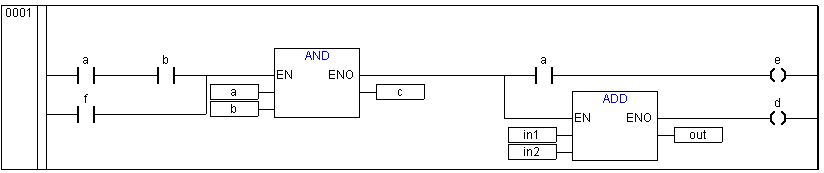 0001
a b AND a e
EN ENO
a c
f b
ADD d
EN ENO
in1 out
in2